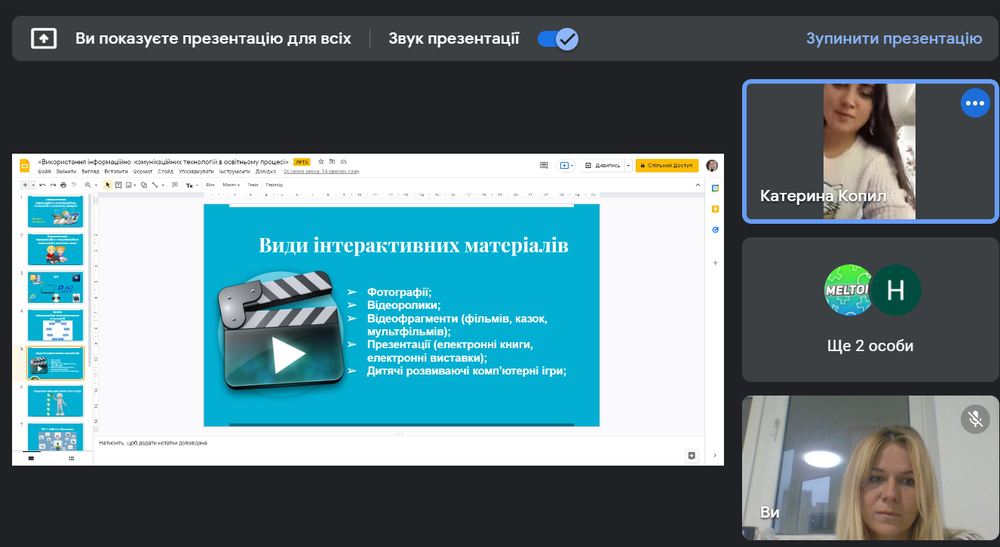 Ви показуєте презентацію для всіх
Звук презентації
Зупинити презентацію
«Використання інформаційно-комунікаційних технологій в освітньому процесі»
.PPTX
Дивитись
Спільний Доступ
Файл Змінити Вигляд Вставити Формат Слайд Упорядкувати Інструменти Довідка
Остання зміна: 14 хвилин тому
Фон Макет Тема Перехід
Види інтерактивних матеріалів
➢ Фотографії;
➢ Відеоролики;
➢ Відеофрагменти (фільмів, казок,
мультфільмів);
➢ Презентації (електронні книги,
електронні виставки);
➢ Дитячі розвиваючі комп'ютерні ігри;
Натисніть, щоб додати нотатки доповідача
Катерина Копил
Н
Ще 2 особи
Ви